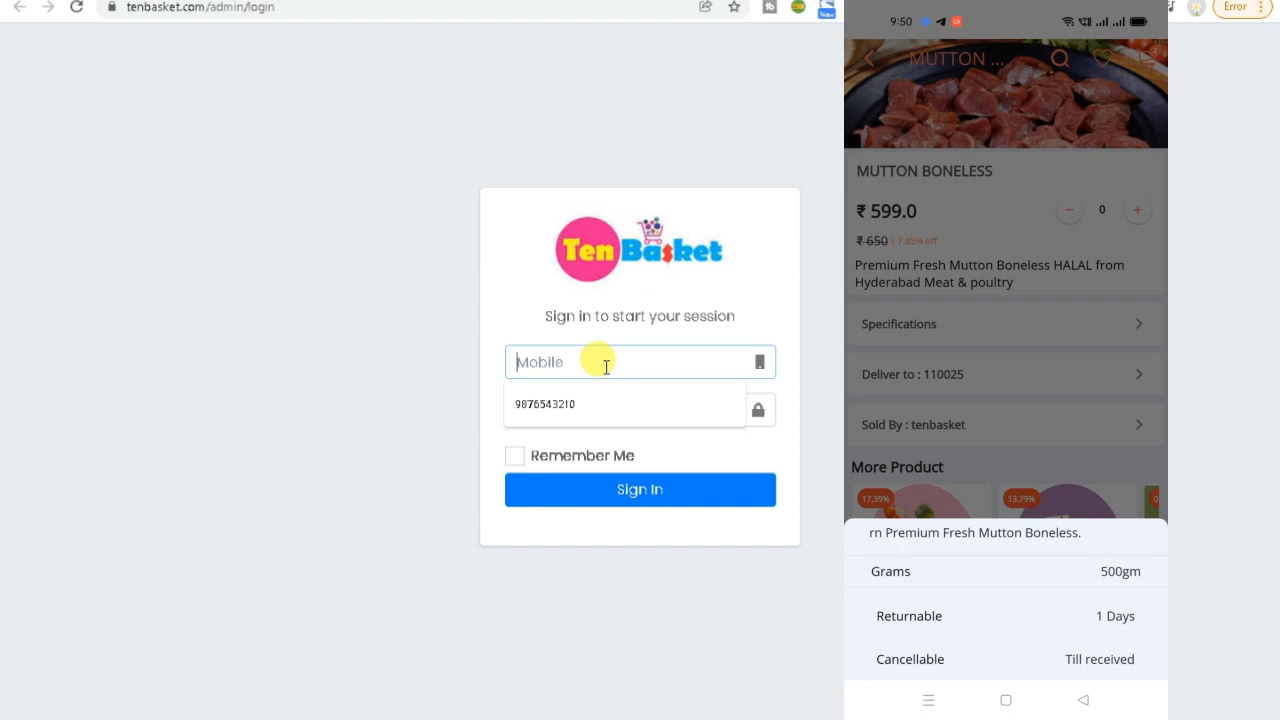 tenbasket.com/admin/login
New
Error
TenBasket
Sign in to start your session
Mobile
9876543210
Remember Me
Sign In
9:50
MUTTON ...
MUTTON BONELESS
₹ 599.0
0
₹ 650 | 7.85% off
Premium Fresh Mutton Boneless HALAL from
Hyderabad Meat & poultry
Specifications
Deliver to : 110025
Sold By : tenbasket
More Product
17.39%
13.79%
rn Premium Fresh Mutton Boneless.
Grams 500gm
Returnable 1 Days
Cancellable Till received